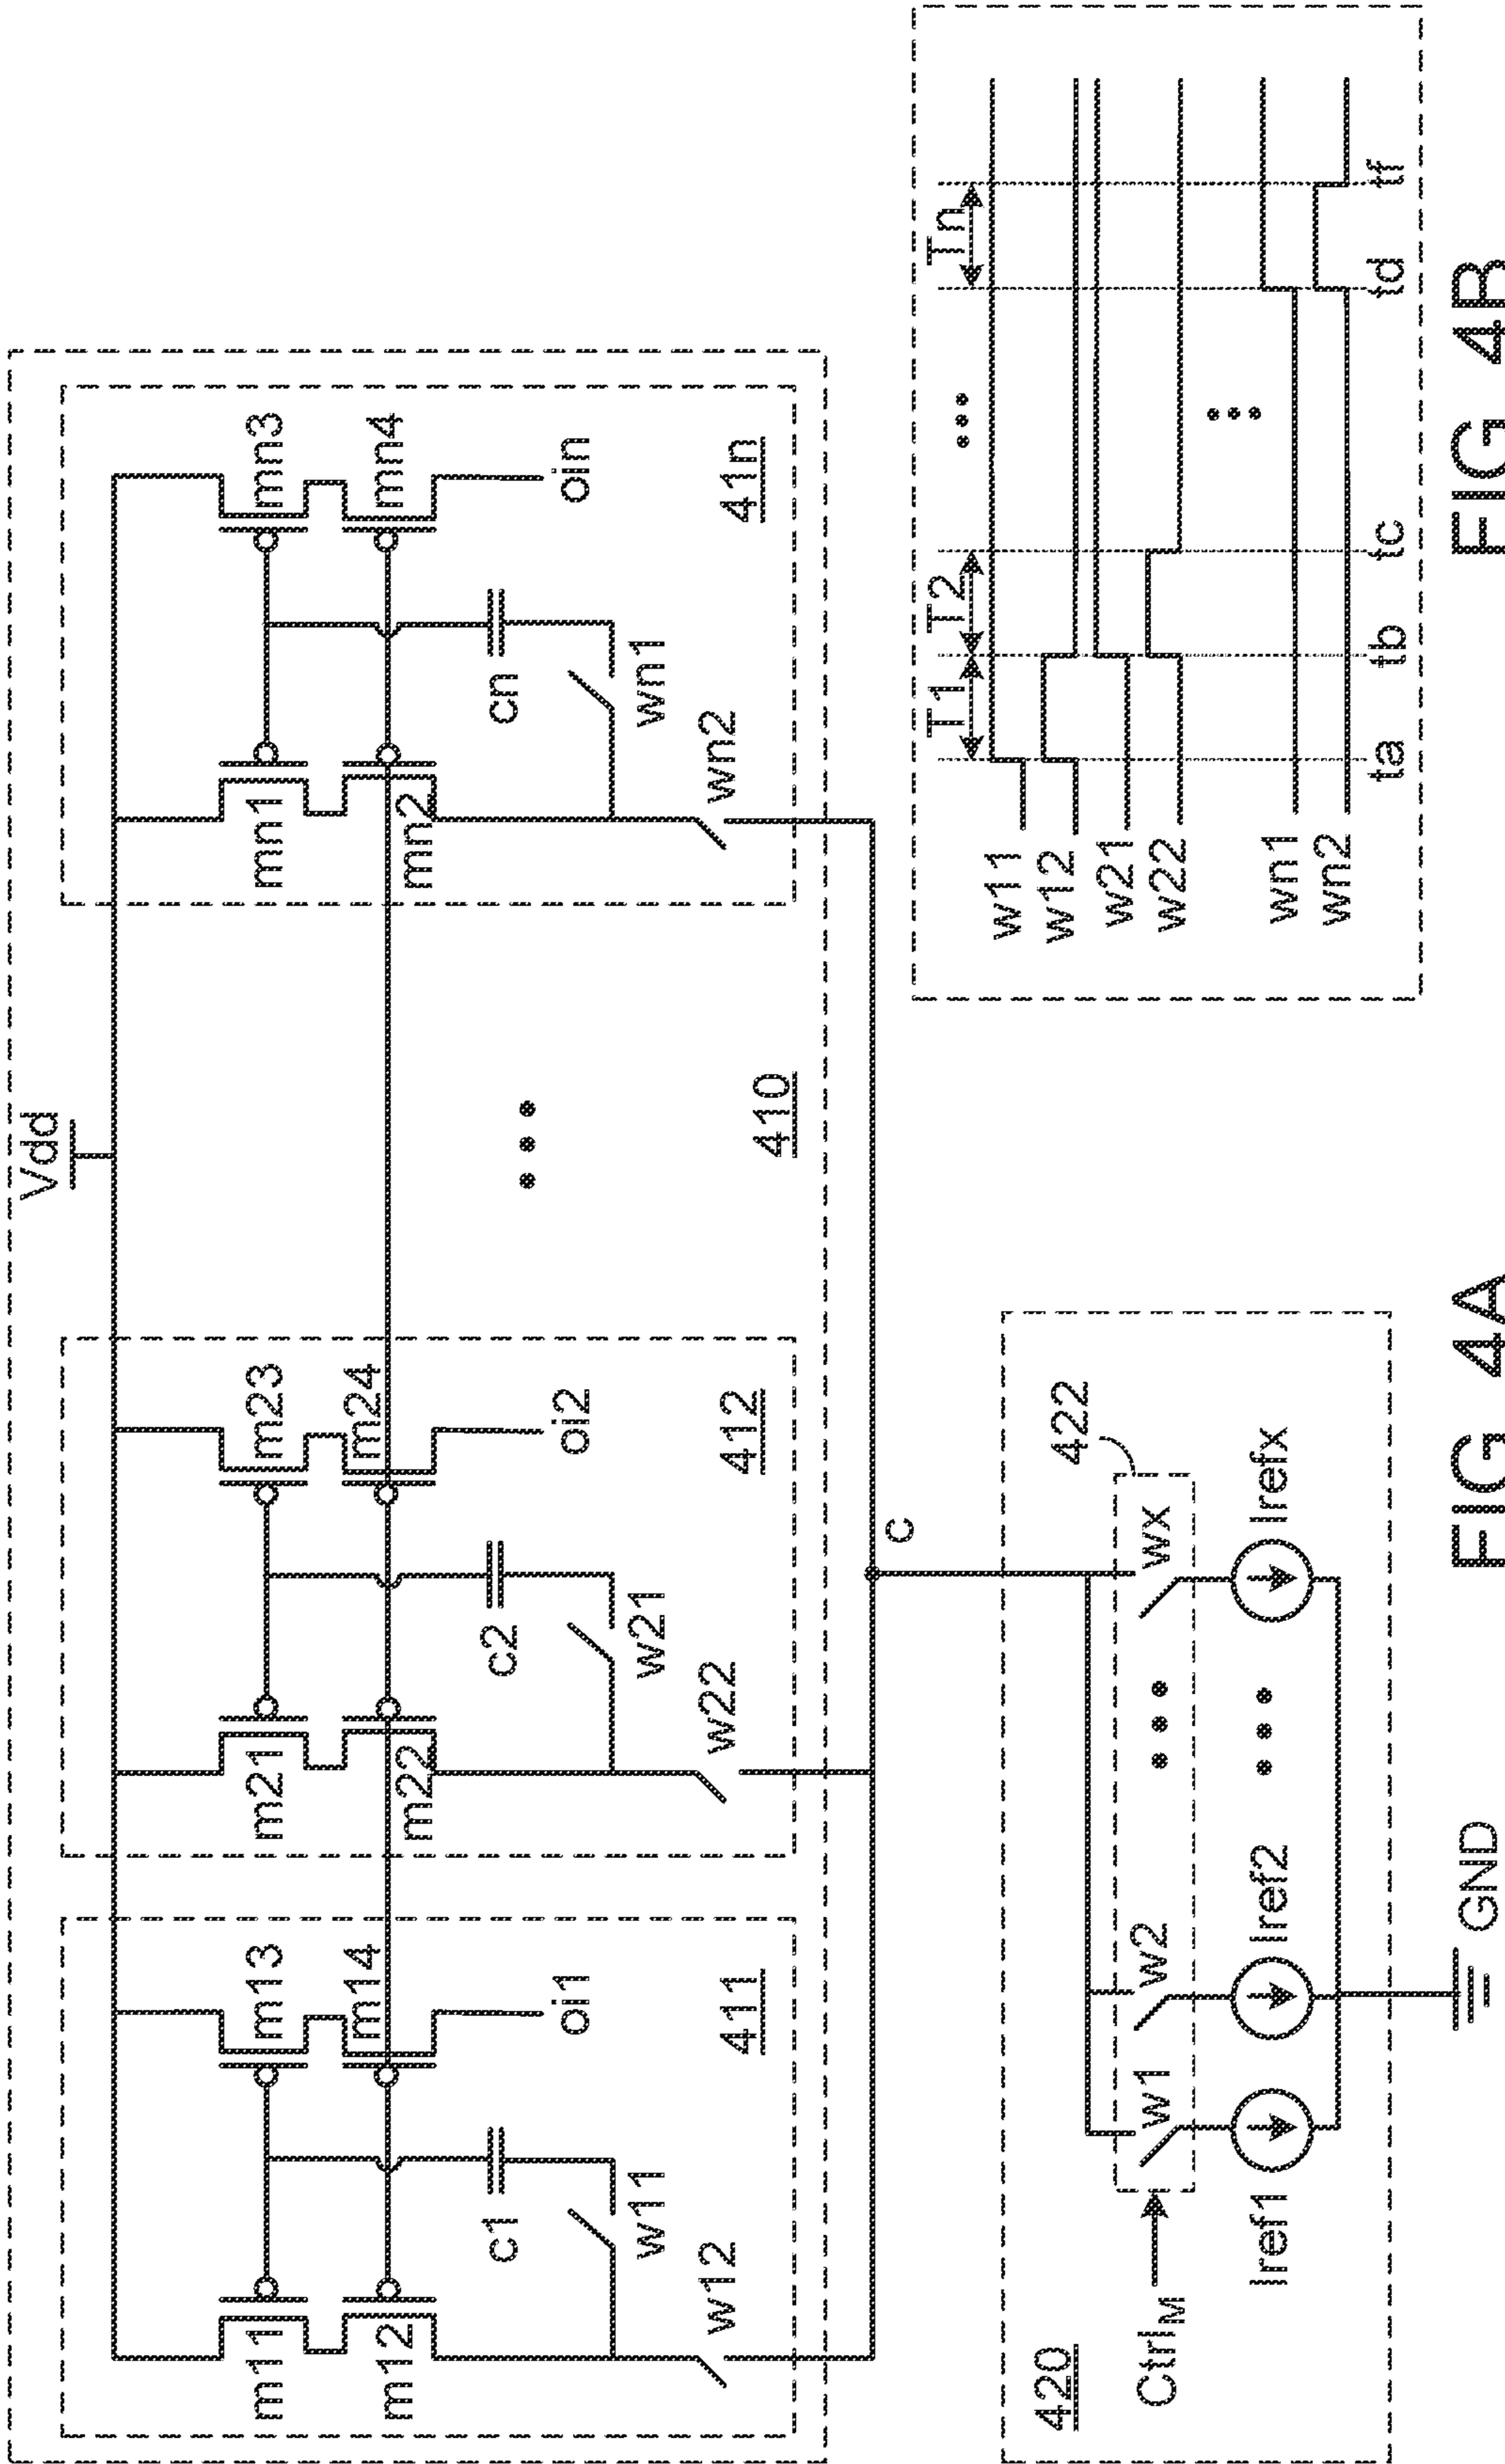 Vdd
m11
m13
m12
m14
c1
oi1
w11
w12
411
m21
m23
m22
m24
c2
oi2
w21
w22
412
410
mn1
mn3
mn2
mn4
cn
oin
wn1
wn2
41n
c
420
422
CtrlM
w1
w2
wx
Iref1
Iref2
Irefx
GND
FIG 4A
T1
T2
Tn
w11
w12
w21
w22
wn1
wn2
ta
tb
tc
td
tf
FIG 4B